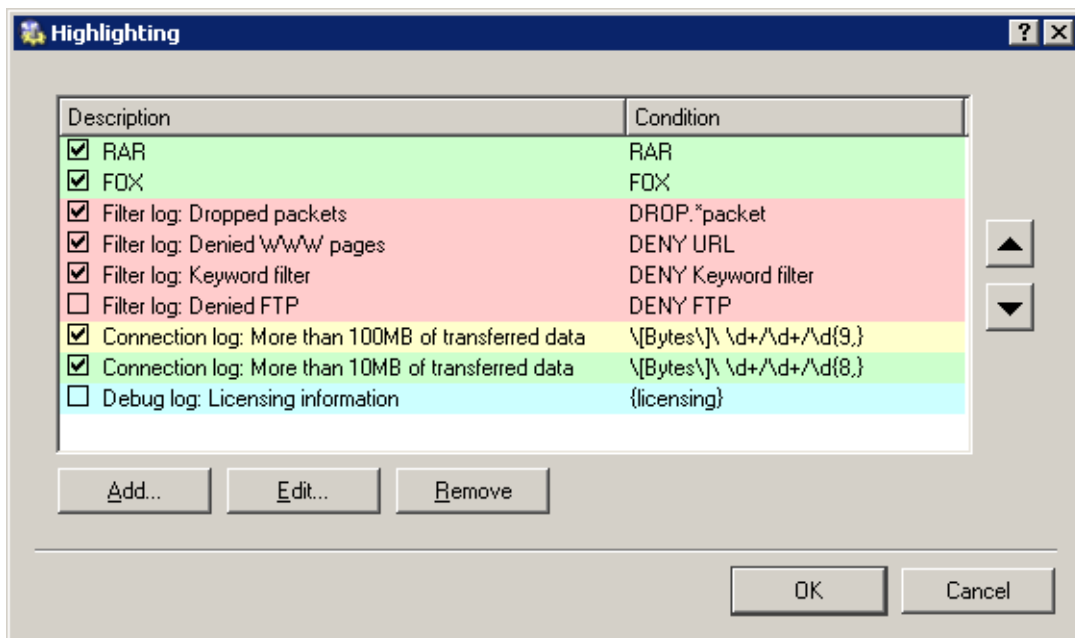 Highlighting
Description Condition
RAR RAR
FOX FOX
Filter log: Dropped packets DROP.*packet
Filter log: Denied WWW pages DENY URL
Filter log: Keyword filter DENY Keyword filter
Filter log: Denied FTP DENY FTP
Connection log: More than 100MB of transferred data \[Bytes\]\ \d+/\d+/\d{9,}
Connection log: More than 10MB of transferred data \[Bytes\]\ \d+/\d+/\d{8,}
Debug log: Licensing information {licensing}
Add... Edit... Remove
OK Cancel